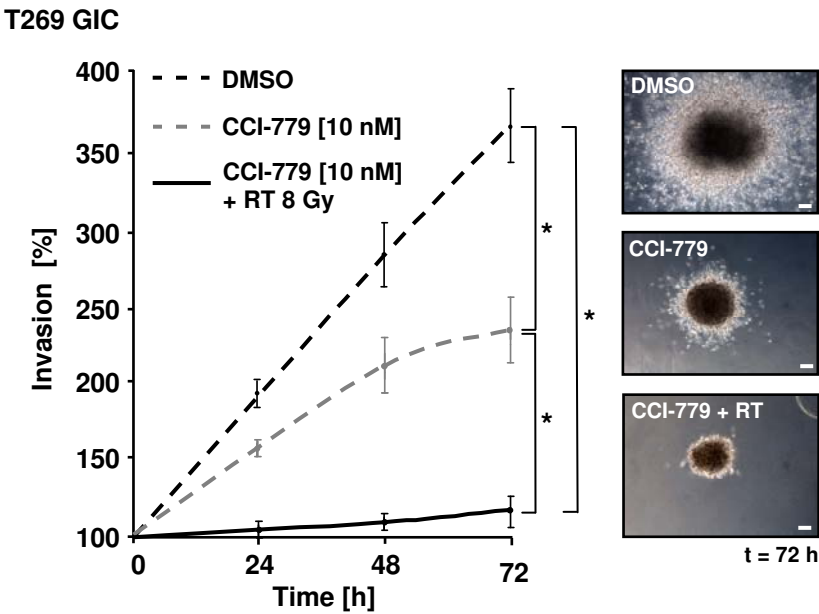 T269 GIC
400
350
300
250
200
150
100
Invasion [%]
DMSO
CCI-779 [10 nM]
CCI-779 [10 nM]
+ RT 8 Gy
*
*
*
0
24
48
72
Time [h]
DMSO
CCI-779
CCI-779 + RT
t = 72 h